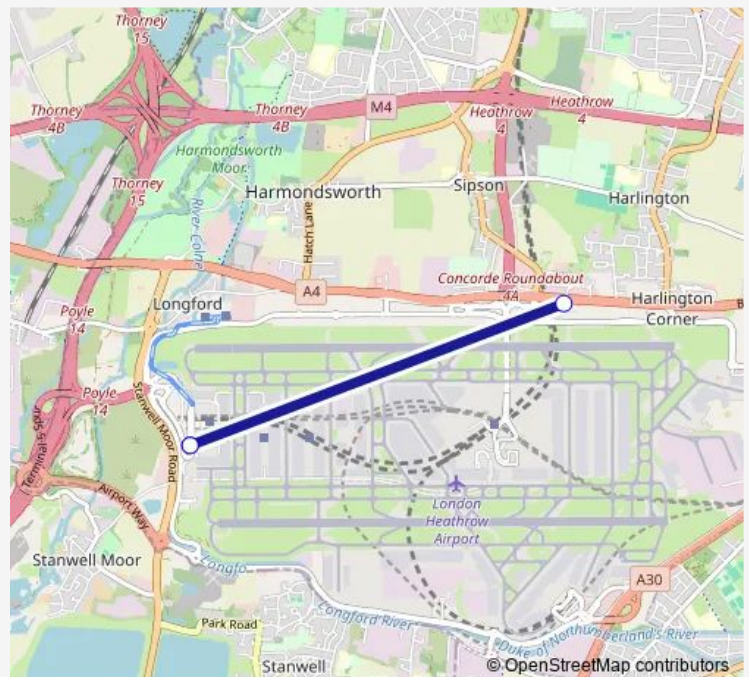 Thorney
15
Thorney
4B
Thorney
4B
M4
Heathrow
4
Heathrow
4
Harmondsworth
Moor
Thorney
15
Harmondsworth
Sipson
Harlington
River Colne
Hatch Lane
Concorde Roundabout
4A
A4
Poyle
14
Longford
Harlington
Corner
Poyle
14
Stanwell Moor Road
Terminal 5 Spur
Airport Way
London
Heathrow
Airport
Stanwell Moor
Longfo
A30
Park Road
Longford River
Duke of Northumberland's River
Stanwell
© OpenStreetMap contributors